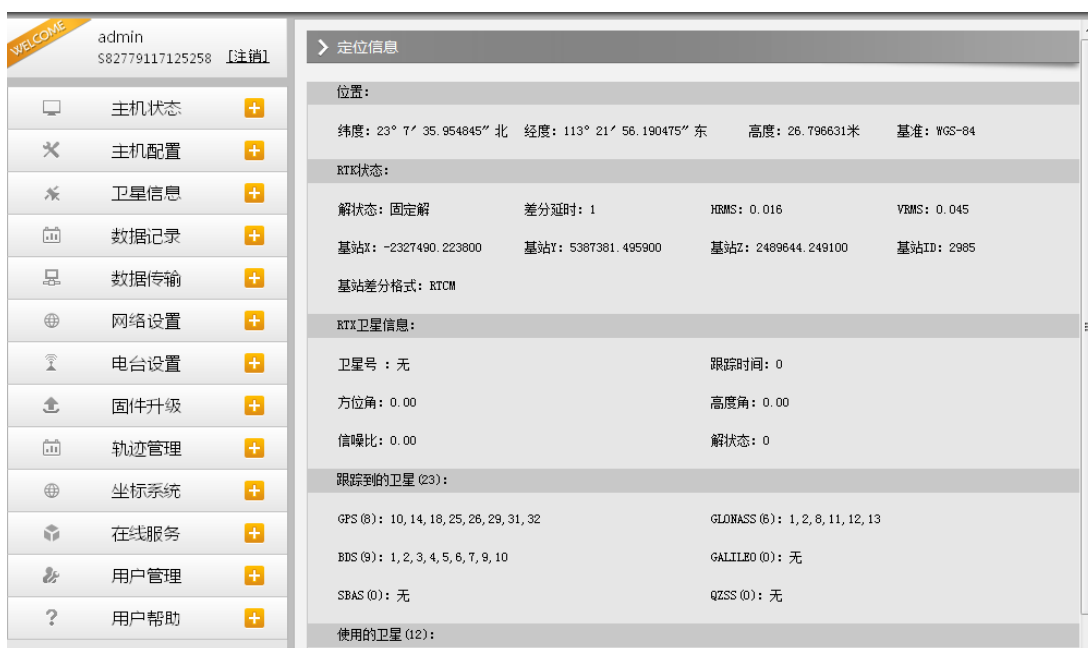 WELCOME
admin
S82779117125258 [注销]
主机状态
主机配置
卫星信息
数据记录
数据传输
网络设置
电台设置
固件升级
轨迹管理
坐标系统
在线服务
用户管理
用户帮助
定位信息
位置:
纬度: 23° 7′ 35.954845″ 北 经度: 113° 21′ 56.190475″ 东 高度: 26.796631米 基准: WGS-84
RTK状态:
解状态: 固定解 差分延时: 1 HRMS: 0.016 VRMS: 0.045
基站X: -2327490.223800 基站Y: 5387381.495900 基站Z: 2489644.249100 基站ID: 2985
基站差分格式: RTCM
RTX卫星信息:
卫星号 : 无 跟踪时间: 0
方位角: 0.00 高度角: 0.00
信噪比: 0.00 解状态: 0
跟踪到的卫星(23):
GPS(8): 10,14,18,25,26,29,31,32 GLONASS(6): 1,2,8,11,12,13
BDS(9): 1,2,3,4,5,6,7,9,10 GALILEO(0): 无
SBAS(0): 无 QZSS(0): 无
使用的卫星(12):